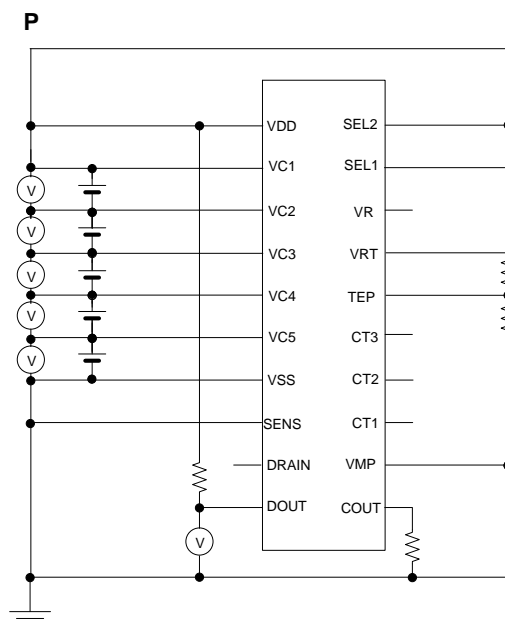 P
VDD
SEL2
VC1
SEL1
V
VC2
VR
V
VC3
VRT
V
VC4
TEP
V
VC5
CT3
V
VSS
CT2
SENS
CT1
DRAIN
VMP
DOUT
COUT
V